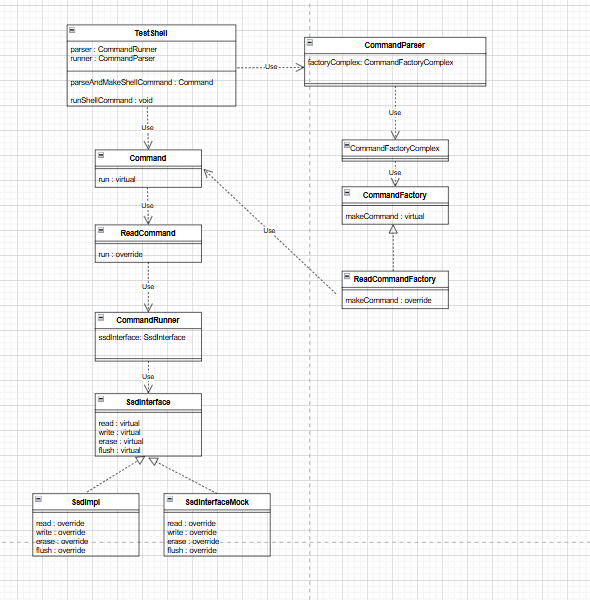 TestShell
parser : CommandRunner
runner : CommandParser
parseAndMakeShellCommand : Command
runShellCommand : void
Use
CommandParser
factoryComplex: CommandFactoryComplex
Use
Use
CommandFactoryComplex
Use
Command
run : virtual
CommandFactory
makeCommand : virtual
Use
Use
ReadCommand
run : override
ReadCommandFactory
makeCommand : override
Use
CommandRunner
ssdInterface: SsdInterface
Use
SsdInterface
read : virtual
write : virtual
erase : virtual
flush : virtual
SsdImpl
read : override
write : override
erase : override
flush : override
SsdInterfaceMock
read : override
write : override
erase : override
flush : override